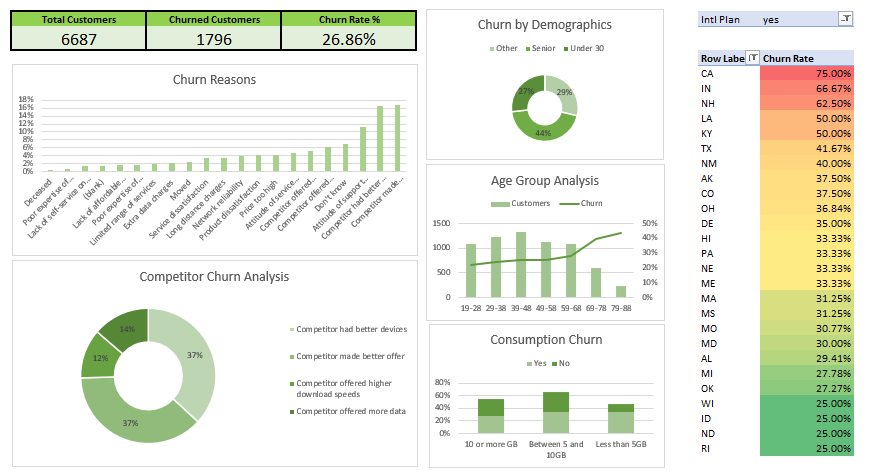 Total Customers Churned Customers Churn Rate %
6687 1796 26.86%
Churn Reasons
18%
16%
14%
12%
10%
8%
6%
4%
2%
0%
Deceased
Poor expertise of...
Lack of self-service on...
(blank)
Lack of affordable...
Poor expertise of...
Limited range of services
Extra data charges
Moved
Service dissatisfaction
Long distance charges
Network reliability
Product dissatisfaction
Price too high
Attitude of service...
Competitor offered...
Competitor offered...
Don't know
Attitude of support...
Competitor had better...
Competitor made...
Competitor Churn Analysis
37%
37%
12%
14%
Competitor had better devices
Competitor made better offer
Competitor offered higher
download speeds
Competitor offered more data
Churn by Demographics
Other Senior Under 30
27% 29%
44%
Age Group Analysis
Customers Churn
1500
1000
500
0
50%
40%
30%
20%
10%
0%
19-28 29-38 39-48 49-58 59-68 69-78 79-88
Consumption Churn
Yes No
80%
60%
40%
20%
0%
10 or more GB Between 5 and Less than 5GB
10GB
Intl Plan yes
Row Labe Churn Rate
CA 75.00%
IN 66.67%
NH 62.50%
LA 50.00%
KY 50.00%
TX 41.67%
NM 40.00%
AK 37.50%
CO 37.50%
OH 36.84%
DE 35.00%
HI 33.33%
PA 33.33%
NE 33.33%
ME 33.33%
MA 31.25%
MS 31.25%
MO 30.77%
MD 30.00%
AL 29.41%
MI 27.78%
OK 27.27%
WI 25.00%
ID 25.00%
ND 25.00%
RI 25.00%